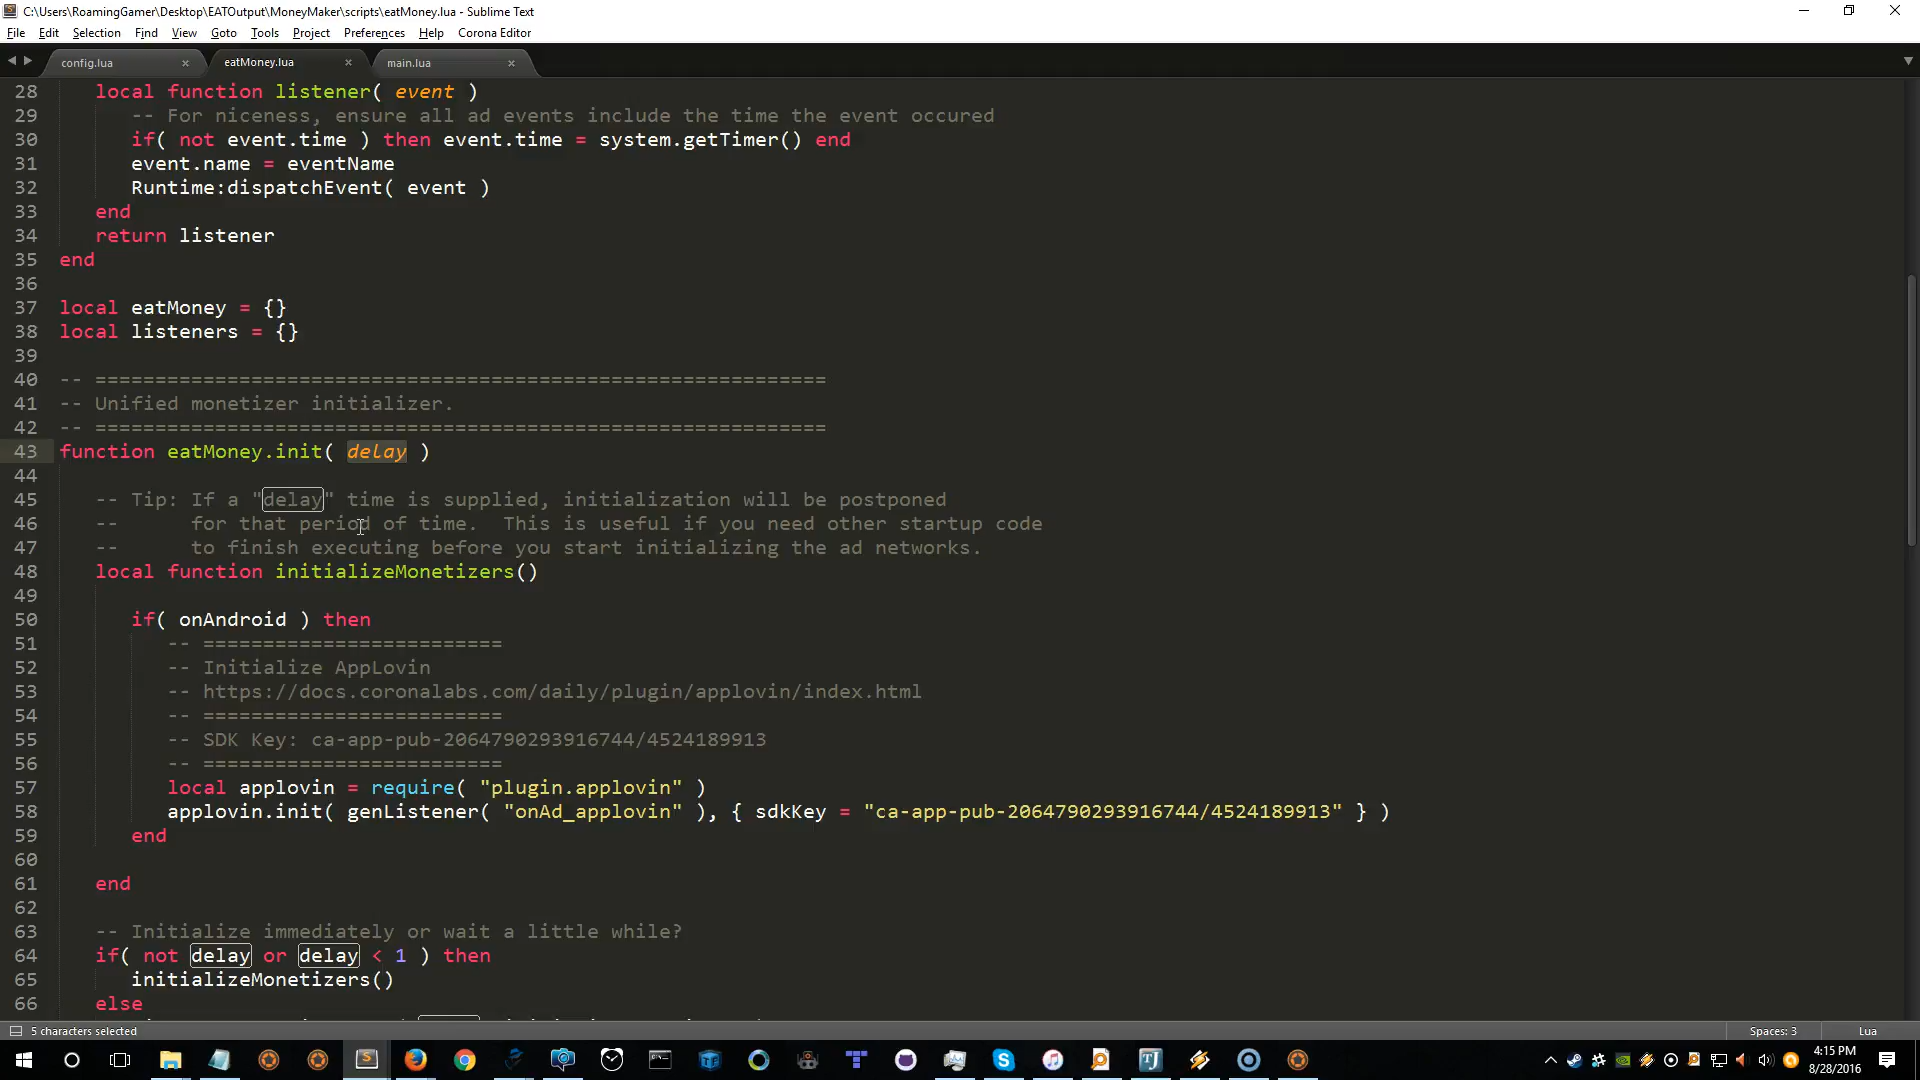 C:\Users\RoamingGamer\Desktop\EATOutput\MoneyMaker\scripts\eatMoney.lua - Sublime Text
File Edit Selection Find View Goto Tools Project Preferences Help Corona Editor
config.lua eatMoney.lua main.lua
28 local function listener( event )
29 -- For niceness, ensure all ad events include the time the event occured
30 if( not event.time ) then event.time = system.getTimer() end
31 event.name = eventName
32 Runtime:dispatchEvent( event )
33 end
34 return listener
35 end
36
37 local eatMoney = {}
38 local listeners = {}
39
40 -- =============================================================
41 -- Unified monetizer initializer.
42 -- =============================================================
43 function eatMoney.init( delay )
44
45 -- Tip: If a "delay" time is supplied, initialization will be postponed
46 -- for that period of time.  This is useful if you need other startup code
47 -- to finish executing before you start initializing the ad networks.
48 local function initializeMonetizers()
49
50 if( onAndroid ) then
51 -- =========================
52 -- Initialize AppLovin
53 -- https://docs.coronalabs.com/daily/plugin/applovin/index.html
54 -- =========================
55 -- SDK Key: ca-app-pub-2064790293916744/4524189913
56 -- =========================
57 local applovin = require( "plugin.applovin" )
58 applovin.init( genListener( "onAd_applovin" ), { sdkKey = "ca-app-pub-2064790293916744/4524189913" } )
59 end
60
61 end
62
63 -- Initialize immediately or wait a little while?
64 if( not delay or delay < 1 ) then
65 initializeMonetizers()
66 else
5 characters selected Spaces: 3 Lua
4:15 PM
8/28/2016